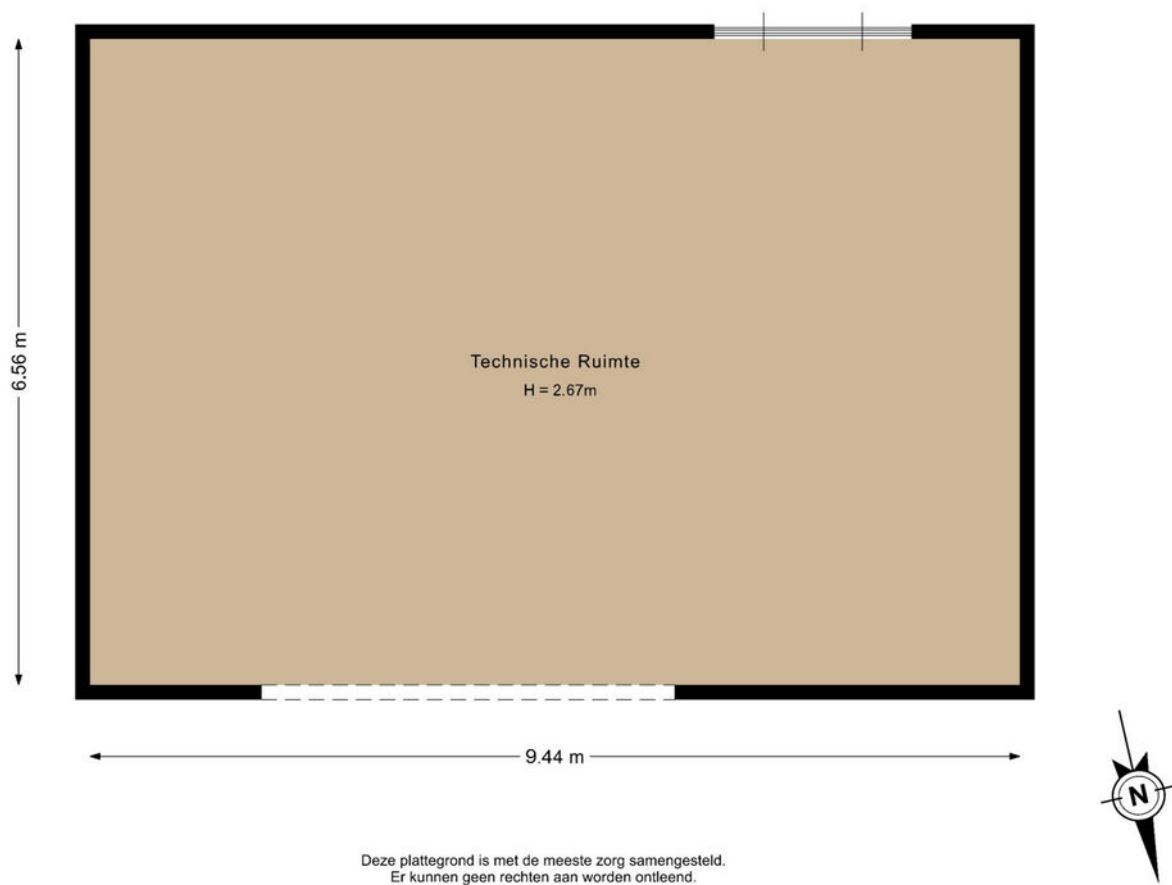 6.56 m
Technische Ruimte
H = 2.67m
9.44 m
N
Deze plattegrond is met de meeste zorg samengesteld.
Er kunnen geen rechten aan worden ontleend.